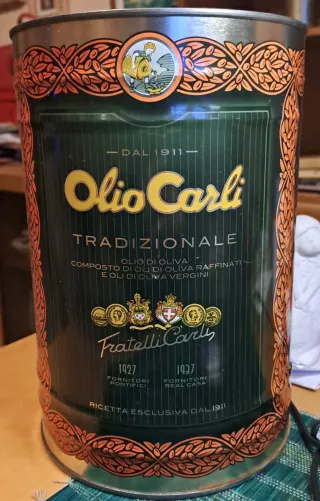 DAL 1911
Olio Carli
TRADIZIONALE
OLIO DI OLIVA
COMPOSTO DI OLI DI OLIVA RAFFINATI
E OLI DI OLIVA VERGINI
Fratelli Carli
1927 1937
FORNITORI FORNITORI
PONTIFICI REAL CASA
RICETTA ESCLUSIVA DAL 1911